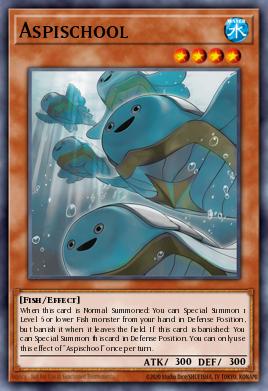 ASPISCHOOL
WATER
水
[FISH/EFFECT]
When this card is Normal Summoned: You can Special Summon 1
Level 5 or lower Fish monster from your hand in Defense Position,
but banish it when it leaves the field. If this card is banished: You
can Special Summon this card in Defense Position. You can only use
this effect of "Aspischool" once per turn.
ATK/ 300 DEF/ 300
©2020 Studio Dice/SHUEISHA, TV TOKYO, KONAMI